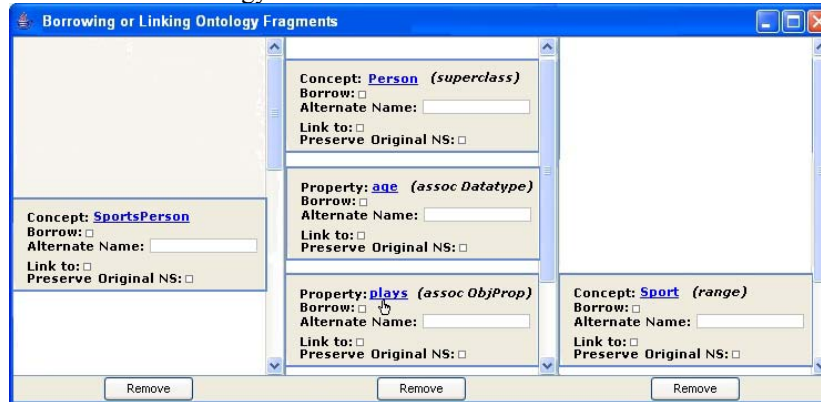 Borrowing or Linking Ontology Fragments
Concept: SportsPerson
Borrow:
Alternate Name:
Link to:
Preserve Original NS:
Remove
Concept: Person (superclass)
Borrow:
Alternate Name:
Link to:
Preserve Original NS:
Property: age (assoc Datatype)
Borrow:
Alternate Name:
Link to:
Preserve Original NS:
Property: plays (assoc ObjProp)
Borrow:
Alternate Name:
Link to:
Preserve Original NS:
Remove
Concept: Sport (range)
Borrow:
Alternate Name:
Link to:
Preserve Original NS:
Remove